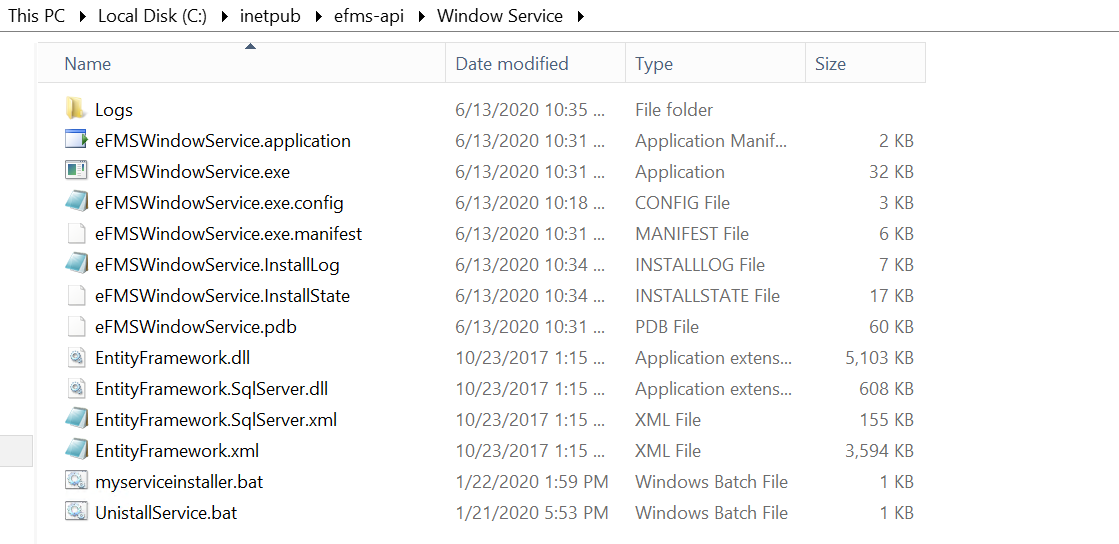 This PC Local Disk (C:) inetpub efms-api Window Service
Name Date modified Type Size
Logs 6/13/2020 10:35 ... File folder
eFMSWindowService.application 6/13/2020 10:31 ... Application Manif... 2 KB
eFMSWindowService.exe 6/13/2020 10:31 ... Application 32 KB
eFMSWindowService.exe.config 6/13/2020 10:18 ... CONFIG File 3 KB
eFMSWindowService.exe.manifest 6/13/2020 10:31 ... MANIFEST File 6 KB
eFMSWindowService.InstallLog 6/13/2020 10:34 ... INSTALLLOG File 7 KB
eFMSWindowService.InstallState 6/13/2020 10:34 ... INSTALLSTATE File 17 KB
eFMSWindowService.pdb 6/13/2020 10:31 ... PDB File 60 KB
EntityFramework.dll 10/23/2017 1:15 ... Application extens... 5,103 KB
EntityFramework.SqlServer.dll 10/23/2017 1:15 ... Application extens... 608 KB
EntityFramework.SqlServer.xml 10/23/2017 1:15 ... XML File 155 KB
EntityFramework.xml 10/23/2017 1:15 ... XML File 3,594 KB
myserviceinstaller.bat 1/22/2020 1:59 PM Windows Batch File 1 KB
UnistallService.bat 1/21/2020 5:53 PM Windows Batch File 1 KB